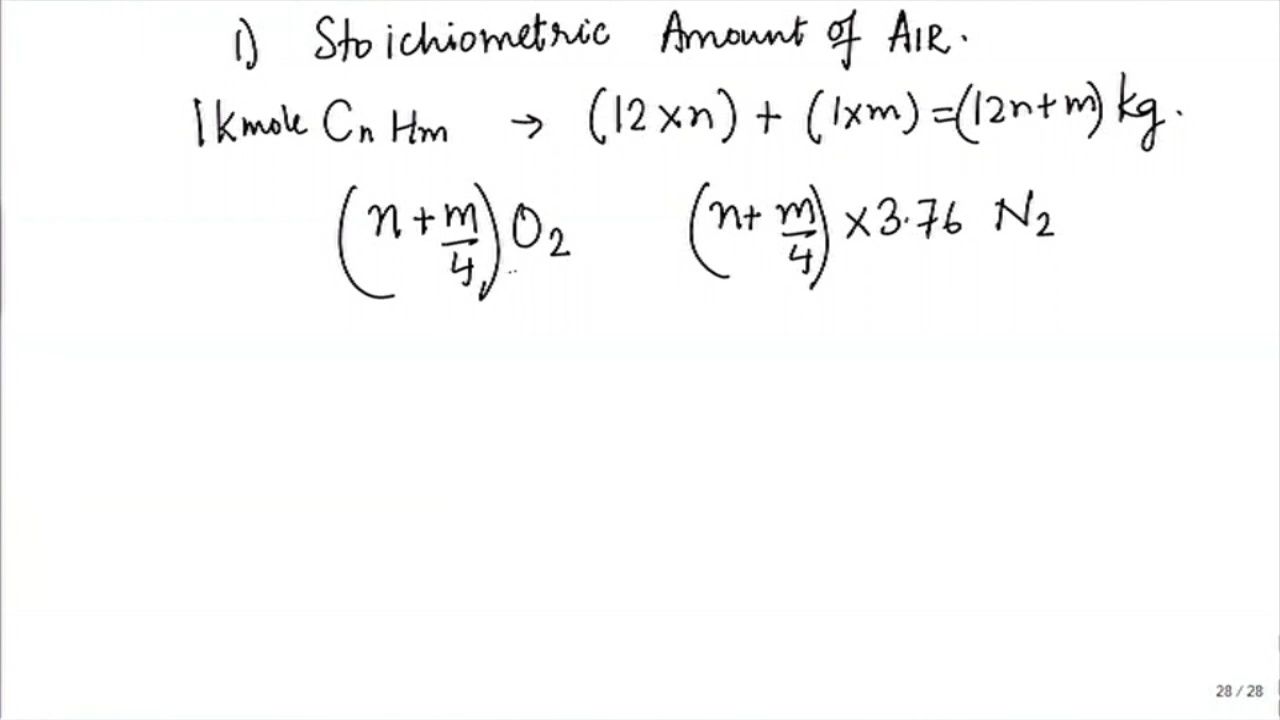 1) Stoichiometric Amount of AIR.
1kmole CnHm → (12×n) + (1×m) = (12n+m) kg.
(n + m/4) O2 (n + m/4) × 3.76 N2
28 / 28